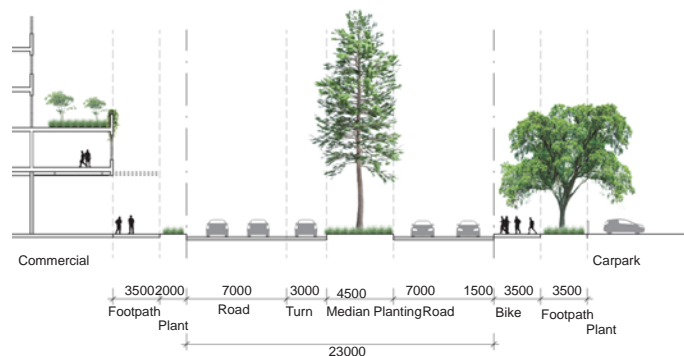 Commercial
Carpark
3500 2000 7000 3000 4500 7000 1500 3500 3500
Footpath Plant Road Turn Median Planting Road Bike Footpath Plant
23000